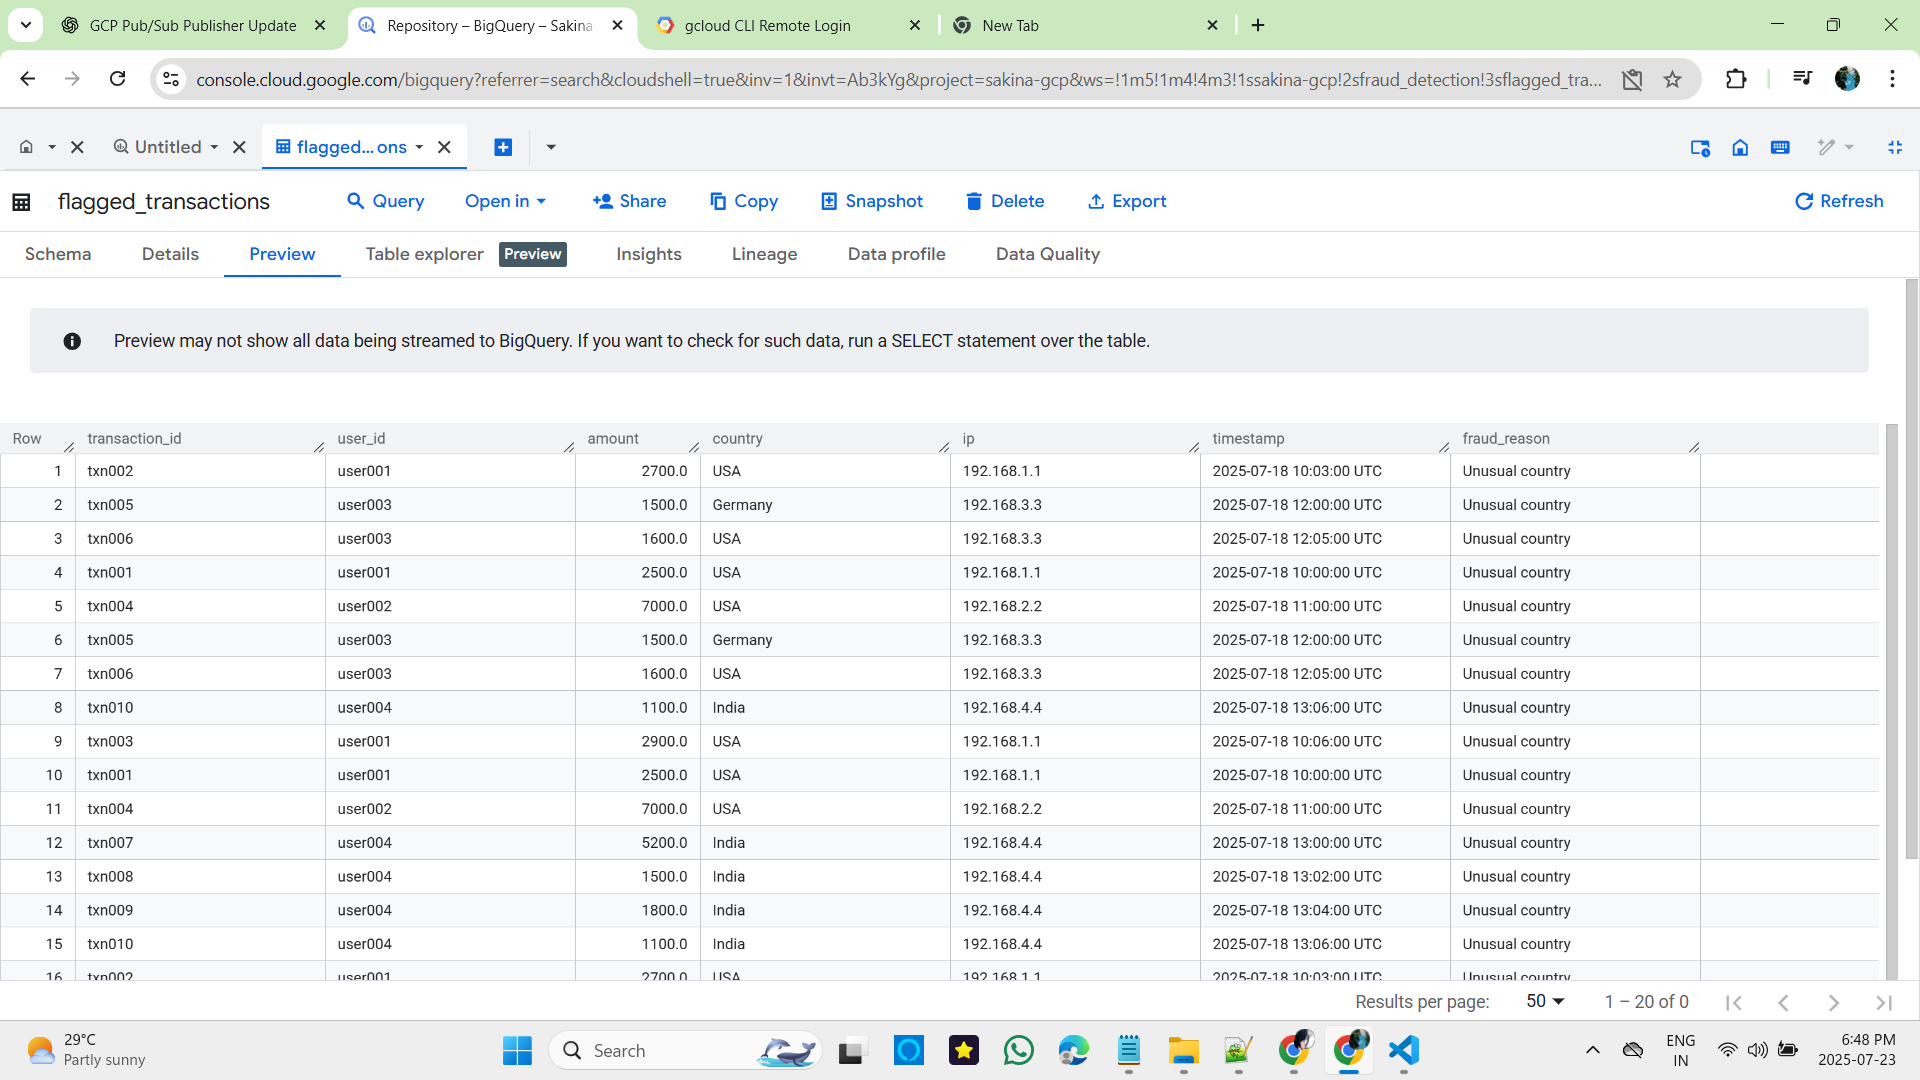 GCP Pub/Sub Publisher Update
Repository – BigQuery – Sakina
gcloud CLI Remote Login
New Tab
console.cloud.google.com/bigquery?referrer=search&cloudshell=true&inv=1&invt=Ab3kYg&project=sakina-gcp&ws=!1m5!1m4!4m3!1ssakina-gcp!2sfraud_detection!3sflagged_tra...
Untitled
flagged...ons
flagged_transactions
Query
Open in
Share
Copy
Snapshot
Delete
Export
Refresh
Schema
Details
Preview
Table explorer
Preview
Insights
Lineage
Data profile
Data Quality
Preview may not show all data being streamed to BigQuery. If you want to check for such data, run a SELECT statement over the table.
Row transaction_id user_id amount country ip timestamp fraud_reason
1 txn002 user001 2700.0 USA 192.168.1.1 2025-07-18 10:03:00 UTC Unusual country
2 txn005 user003 1500.0 Germany 192.168.3.3 2025-07-18 12:00:00 UTC Unusual country
3 txn006 user003 1600.0 USA 192.168.3.3 2025-07-18 12:05:00 UTC Unusual country
4 txn001 user001 2500.0 USA 192.168.1.1 2025-07-18 10:00:00 UTC Unusual country
5 txn004 user002 7000.0 USA 192.168.2.2 2025-07-18 11:00:00 UTC Unusual country
6 txn005 user003 1500.0 Germany 192.168.3.3 2025-07-18 12:00:00 UTC Unusual country
7 txn006 user003 1600.0 USA 192.168.3.3 2025-07-18 12:05:00 UTC Unusual country
8 txn010 user004 1100.0 India 192.168.4.4 2025-07-18 13:06:00 UTC Unusual country
9 txn003 user001 2900.0 USA 192.168.1.1 2025-07-18 10:06:00 UTC Unusual country
10 txn001 user001 2500.0 USA 192.168.1.1 2025-07-18 10:00:00 UTC Unusual country
11 txn004 user002 7000.0 USA 192.168.2.2 2025-07-18 11:00:00 UTC Unusual country
12 txn007 user004 5200.0 India 192.168.4.4 2025-07-18 13:00:00 UTC Unusual country
13 txn008 user004 1500.0 India 192.168.4.4 2025-07-18 13:02:00 UTC Unusual country
14 txn009 user004 1800.0 India 192.168.4.4 2025-07-18 13:04:00 UTC Unusual country
15 txn010 user004 1100.0 India 192.168.4.4 2025-07-18 13:06:00 UTC Unusual country
16 txn002 user001 2700.0 USA 192.168.1.1 2025-07-18 10:03:00 UTC Unusual country
Results per page: 50 1 – 20 of 0
29°C
Partly sunny
Search
ENG
IN
6:48 PM
2025-07-23